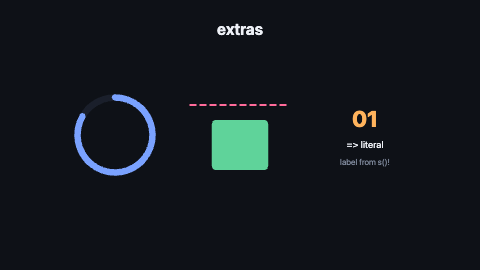 extras
01
=> literal
label from s()!